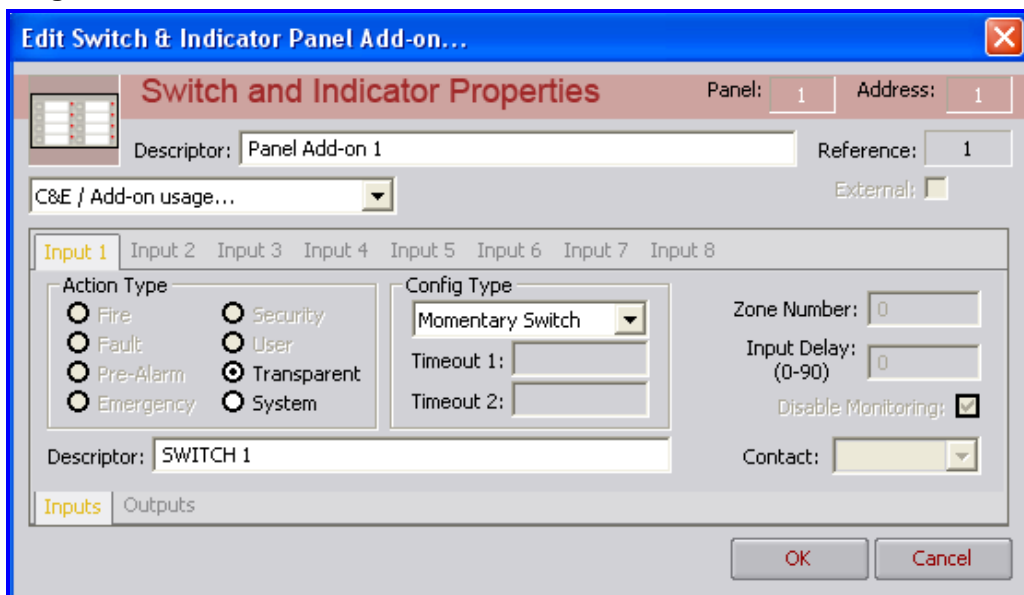 Edit Switch & Indicator Panel Add-on...
Switch and Indicator Properties Panel: 1 Address: 1
Descriptor: Panel Add-on 1 Reference: 1
C&E / Add-on usage... External:
Input 1 Input 2 Input 3 Input 4 Input 5 Input 6 Input 7 Input 8
Action Type Config Type
Fire Security Momentary Switch Zone Number: 0
Fault User Timeout 1: Input Delay: 0
Pre-Alarm Transparent (0-90)
Emergency System Timeout 2: Disable Monitoring:
Descriptor: SWITCH 1 Contact:
Inputs Outputs
OK Cancel